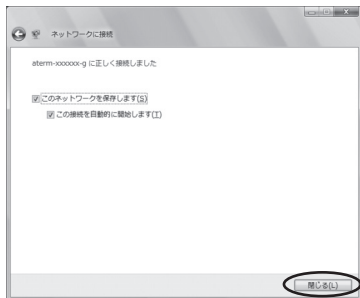 ネットワークに接続
aterm-xxxxxx-g に正しく接続しました
このネットワークを保存します(S)
この接続を自動的に開始します(T)
閉じる(L)